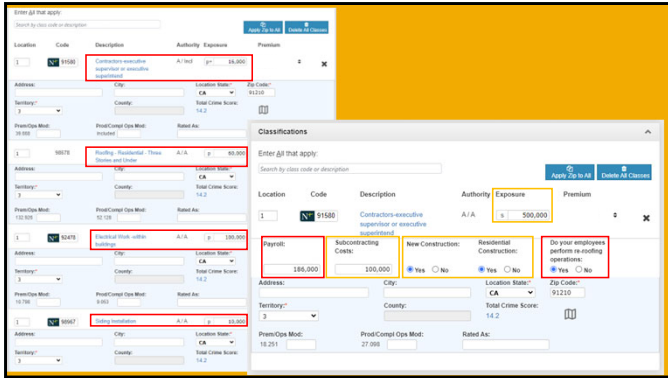 Enter All that apply:
Search by class code or description
Apply Zip to All Delete All Classes
Location Code Description Authority Exposure Premium
1 N 91580 Contractors-executive supervisor or executive superintend A / Ind p+ 16,000
Address: City: Location State:* Zip Code:*
CA 91210
Territory:* County: Total Crime Score:
3 14.2
Prem/Ops Mod: Prod/Compl Ops Mod: Rated As:
Included
1 98678 Roofing - Residential - Three Stories and Under A / A p 60,000
Address: City: Location State:*
CA
Territory:* County: Total Crime Score:
3 14.2
Prem/Ops Mod: Prod/Compl Ops Mod: Rated As:
1 N 92478 Electrical Work -within buildings A / A p 100,000
Address: City: Location State:*
CA
Territory:* County: Total Crime Score:
3 14.2
Prem/Ops Mod: Prod/Compl Ops Mod: Rated As:
1 N 98967 Siding Installation A / A p 10,000
Address: City: Location State:*
CA
Territory:* County: Total Crime Score:
3 14.2
Classifications
Enter All that apply:
Search by class code or description
Apply Zip to All Delete All Classes
Location Code Description Authority Exposure Premium
1 N 91580 Contractors-executive supervisor or executive superintend A / A s 500,000
Payroll: Subcontracting Costs: New Construction: Residential Construction: Do your employees perform re-roofing operations:
186,000 100,000 Yes No Yes No Yes No
Address: City: Location State:* Zip Code:*
CA 91210
Territory:* County: Total Crime Score:
3 14.2
Prem/Ops Mod: Prod/Compl Ops Mod: Rated As:
18.251 27.098